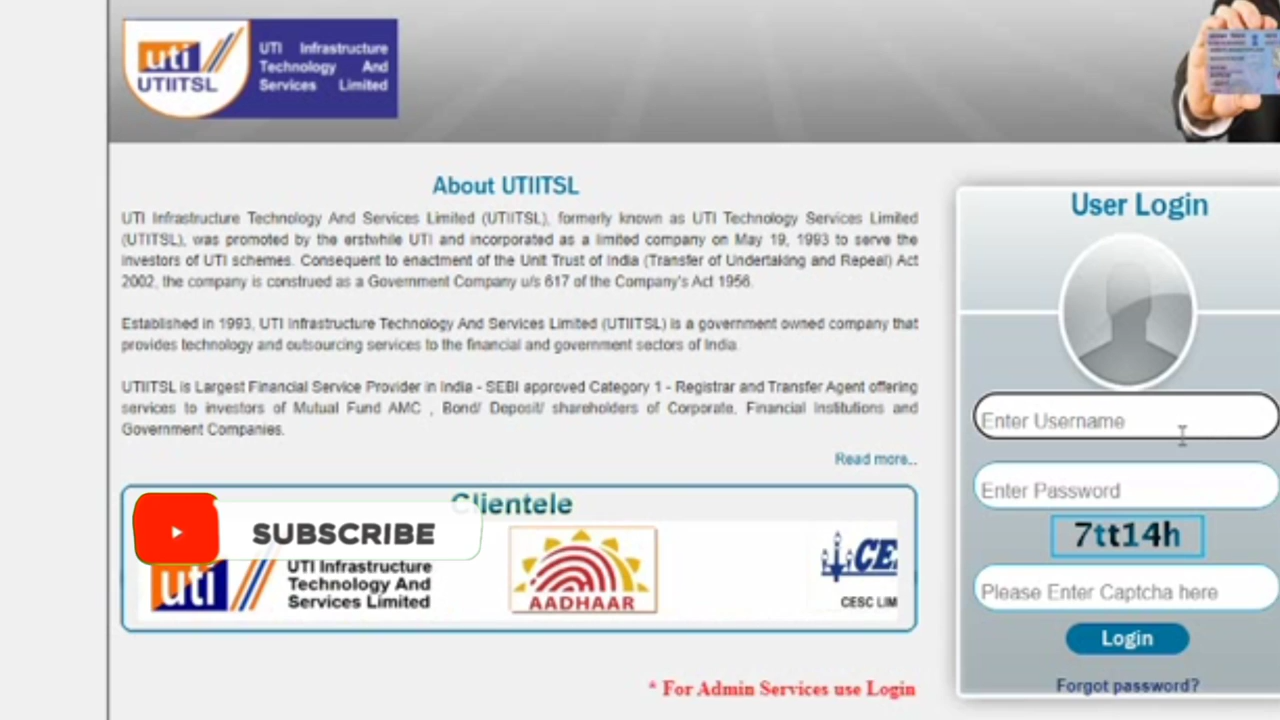 uti
UTIITSL
UTI Infrastructure
Technology And
Services Limited
About UTIITSL
UTI Infrastructure Technology And Services Limited (UTIITSL), formerly known as UTI Technology Services Limited
(UTITSL), was promoted by the erstwhile UTI and incorporated as a limited company on May 19, 1993 to serve the
investors of UTI schemes. Consequent to enactment of the Unit Trust of India (Transfer of Undertaking and Repeal) Act
2002, the company is construed as a Government Company u/s 617 of the Company's Act 1956.
Established in 1993, UTI Infrastructure Technology And Services Limited (UTIITSL) is a government owned company that
provides technology and outsourcing services to the financial and government sectors of India.
UTIITSL is Largest Financial Service Provider in India - SEBI approved Category 1 - Registrar and Transfer Agent offering
services to investors of Mutual Fund AMC , Bond/ Deposit/ shareholders of Corporate, Financial Institutions and
Government Companies.
Read more..
Clientele
SUBSCRIBE
uti
UTI Infrastructure
Technology And
Services Limited
AADHAAR
CE
CESC LIM
* For Admin Services use Login
User Login
Enter Username
Enter Password
7tt14h
Please Enter Captcha here
Login
Forgot password?